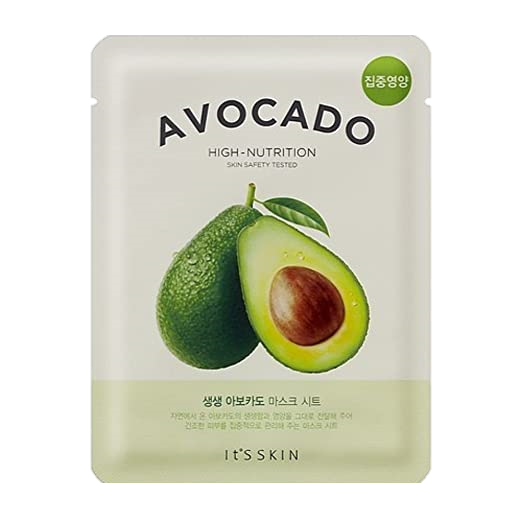 집중영양
AVOCADO
HIGH-NUTRITION
SKIN SAFETY TESTED
생생 아보카도 마스크 시트
자연에서 온 아보카도의 생생함과 영양을 그대로 전달해 주어
건조한 피부를 집중적으로 관리해 주는 마스크 시트
It'S SKIN